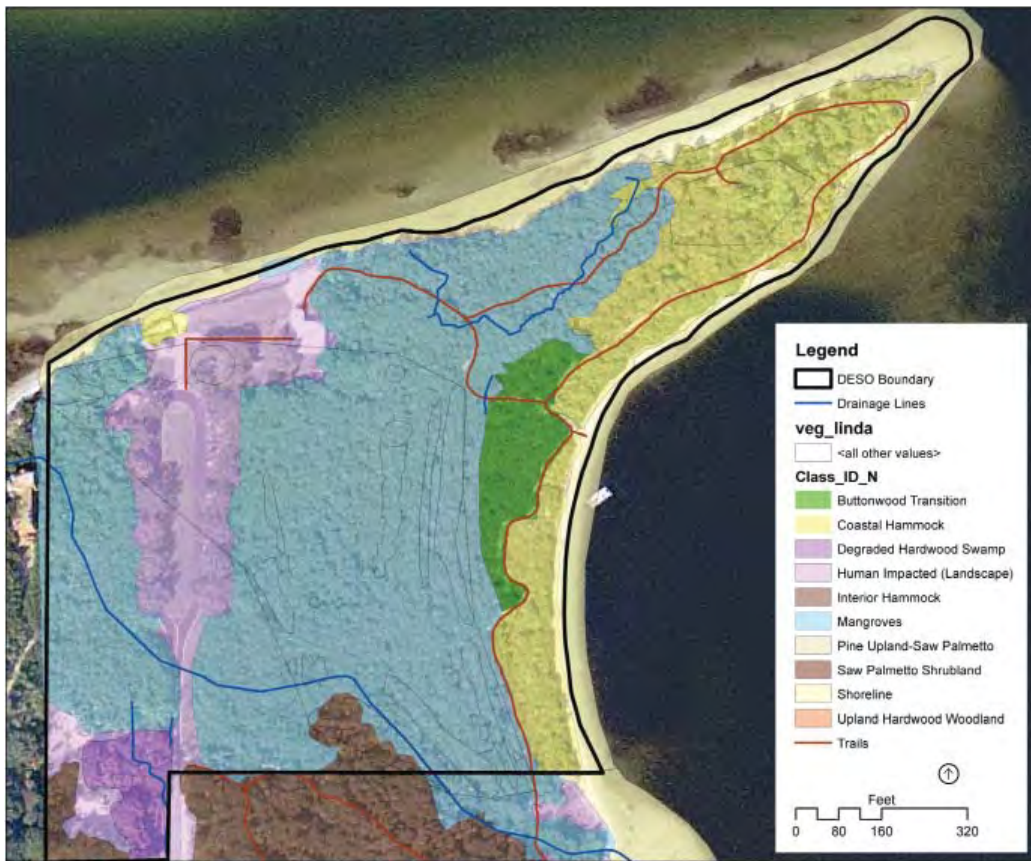 Legend
DESO Boundary
Drainage Lines
veg_linda
<all other values>
Class_ID_N
Buttonwood Transition
Coastal Hammock
Degraded Hardwood Swamp
Human Impacted (Landscape)
Interior Hammock
Mangroves
Pine Upland-Saw Palmetto
Saw Palmetto Shrubland
Shoreline
Upland Hardwood Woodland
Trails
Feet
0 80 160 320